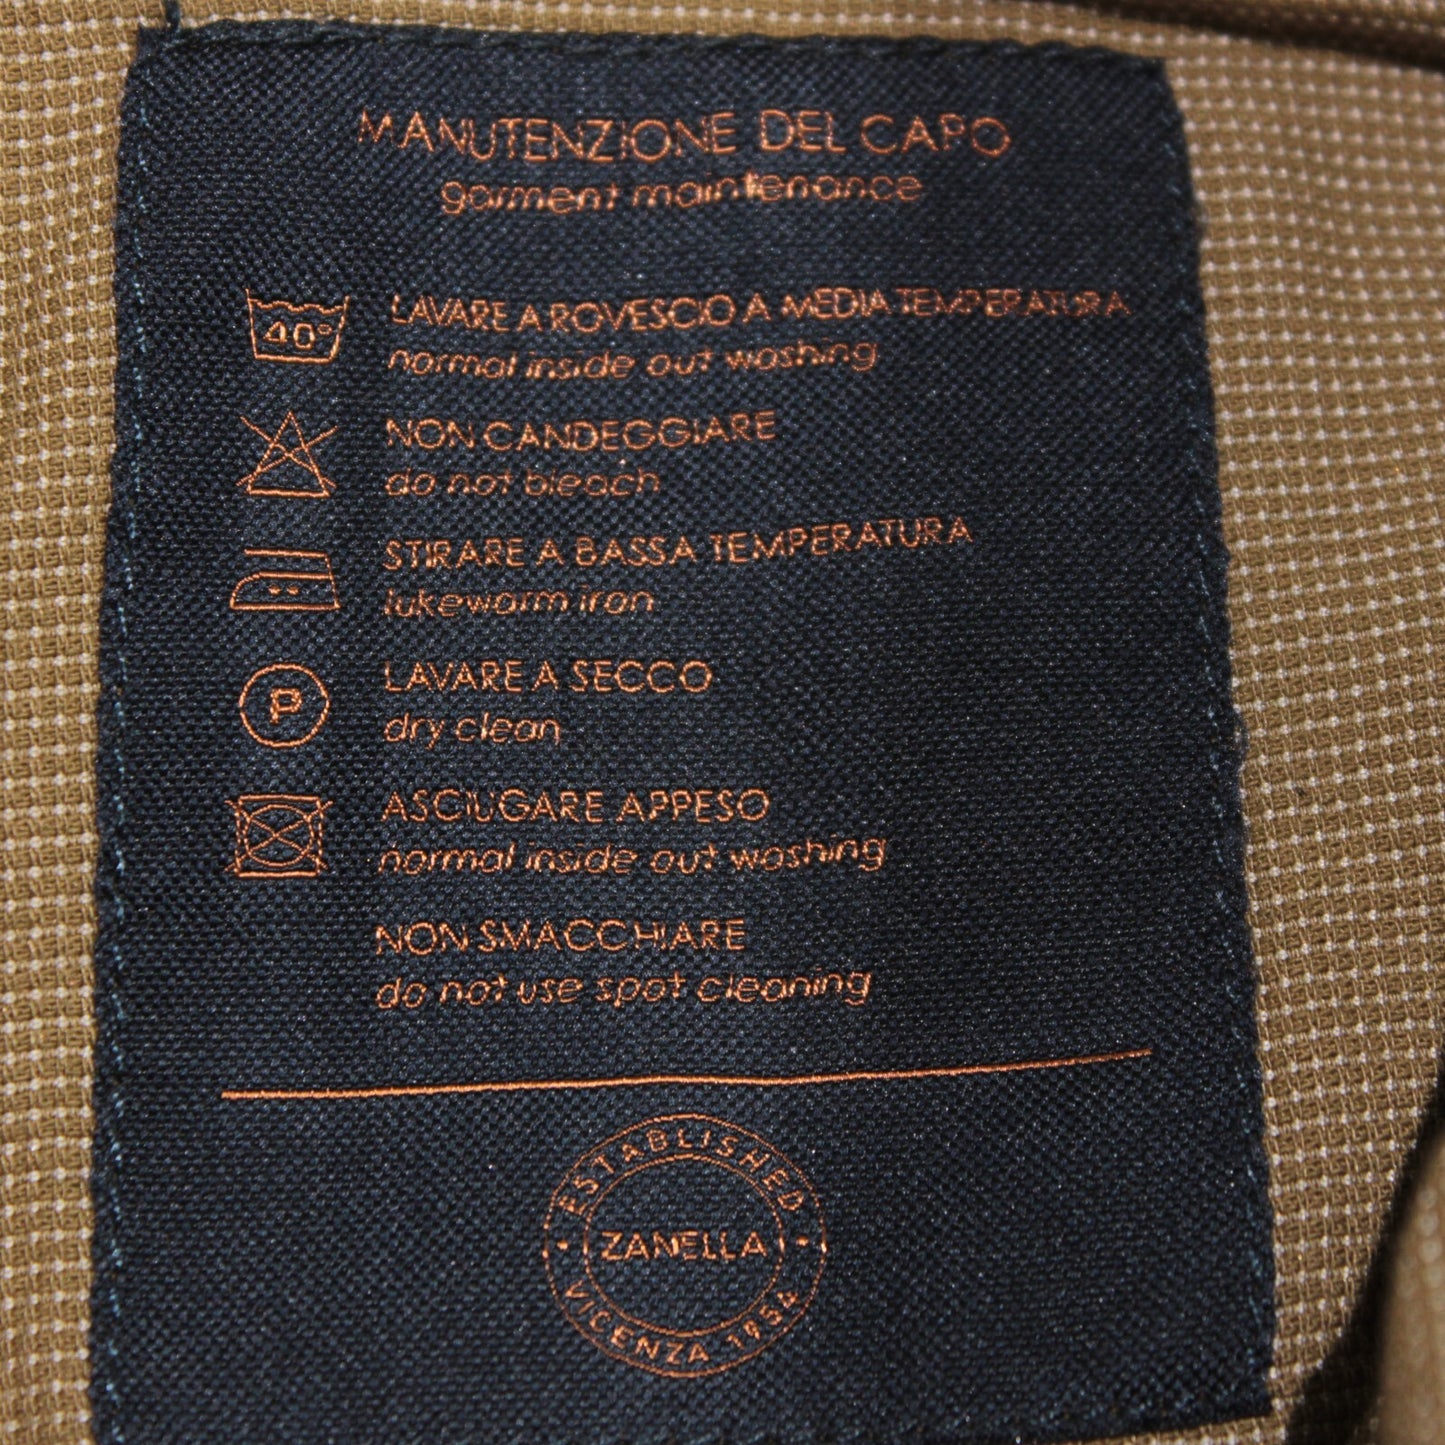 MANUTENZIONE DEL CAPO
garment maintenance
40°
LAVARE A ROVESCIO A MEDIA TEMPERATURA
normal inside out washing
NON CANDEGGIARE
do not bleach
STIRARE A BASSA TEMPERATURA
lukewarm iron
P
LAVARE A SECCO
dry clean
ASCIUGARE APPESO
normal inside out washing
NON SMACCHIARE
do not use spot cleaning
ESTABLISHED
ZANELLA
VICENZA 1954